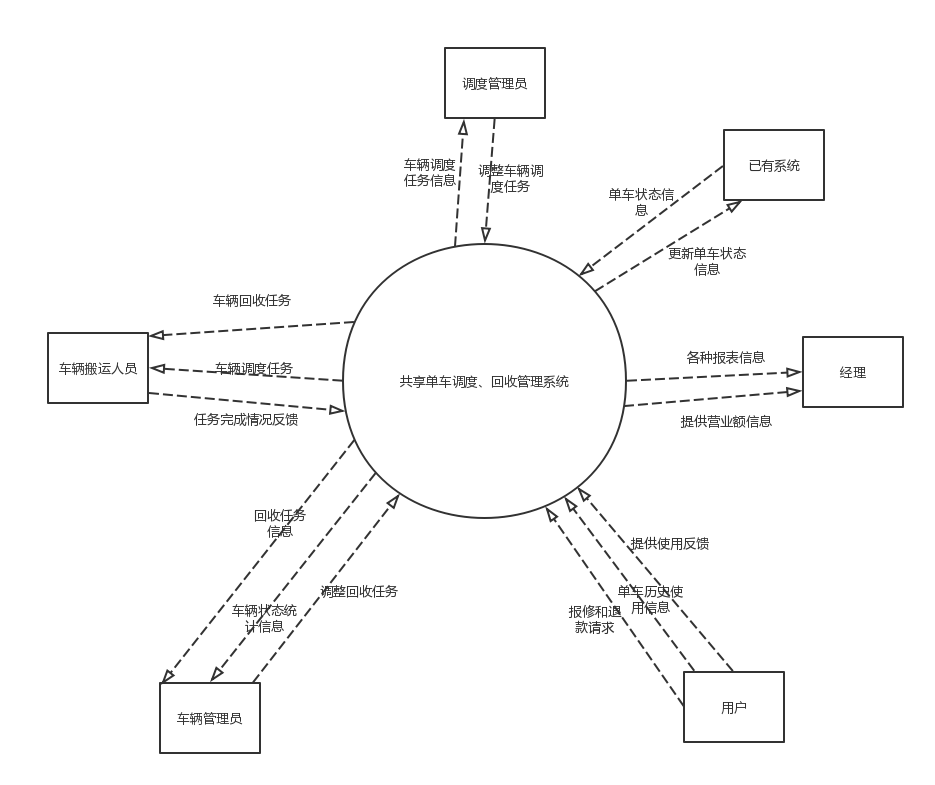 调度管理员
已有系统
车辆调度
任务信息
调整车辆调
度任务
单车状态信
息
更新单车状态
信息
车辆回收任务
车辆搬运人员
车辆调度任务
任务完成情况反馈
共享单车调度、回收管理系统
各种报表信息
经理
提供营业额信息
回收任务
信息
提供使用反馈
调整回收任务
单车历史使
用信息
车辆状态统
计信息
报修和退
款请求
车辆管理员
用户